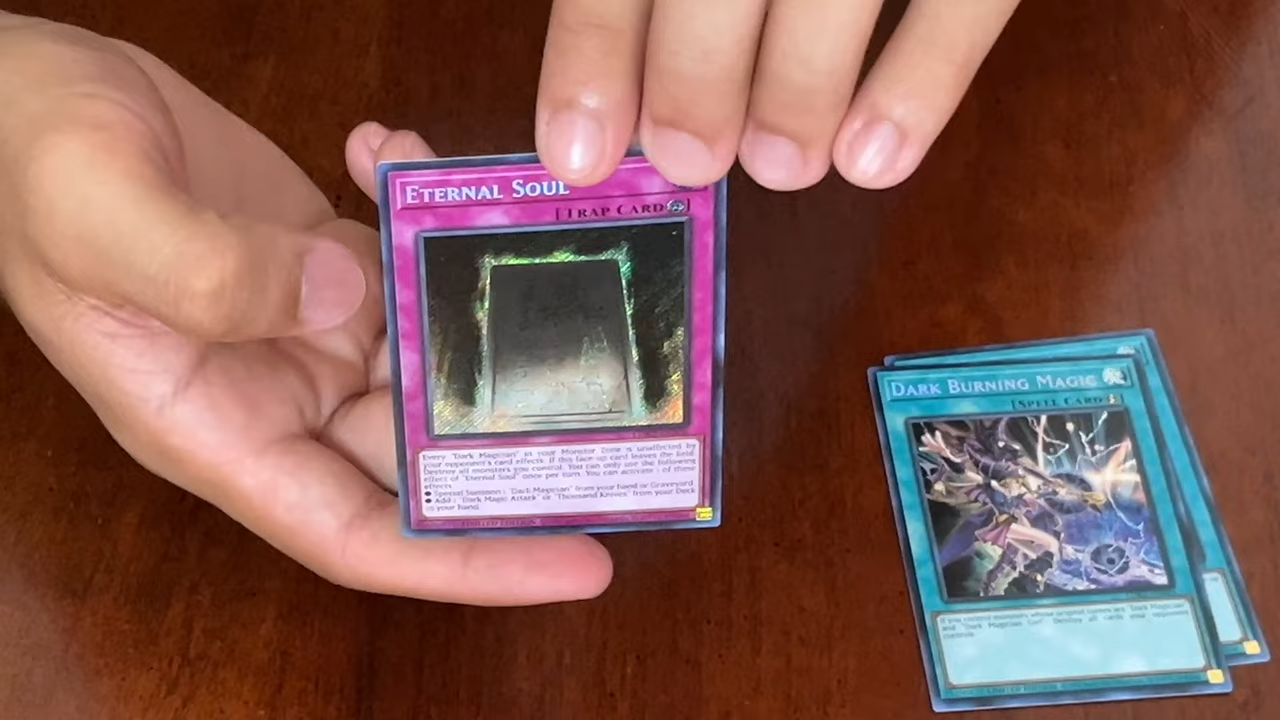 ETERNAL SOUL
[TRAP CARD]
Every "Dark Magician" in your Monster Zone is unaffected by
your opponent's card effects. If this face-up card leaves the field:
Destroy all monsters you control. You can only use the following
effect of "Eternal Soul" once per turn. You can activate 1 of these
effects.
● Special Summon 1 "Dark Magician" from your hand or Graveyard.
● Add 1 "Dark Magic Attack" or "Thousand Knives" from your Deck
to your hand.
LIMITED EDITION
DARK BURNING MAGIC
[SPELL CARD]
If you control monsters whose original names are "Dark Magician"
and "Dark Magician Girl": Destroy all cards your opponent
controls.
LIMITED EDITION